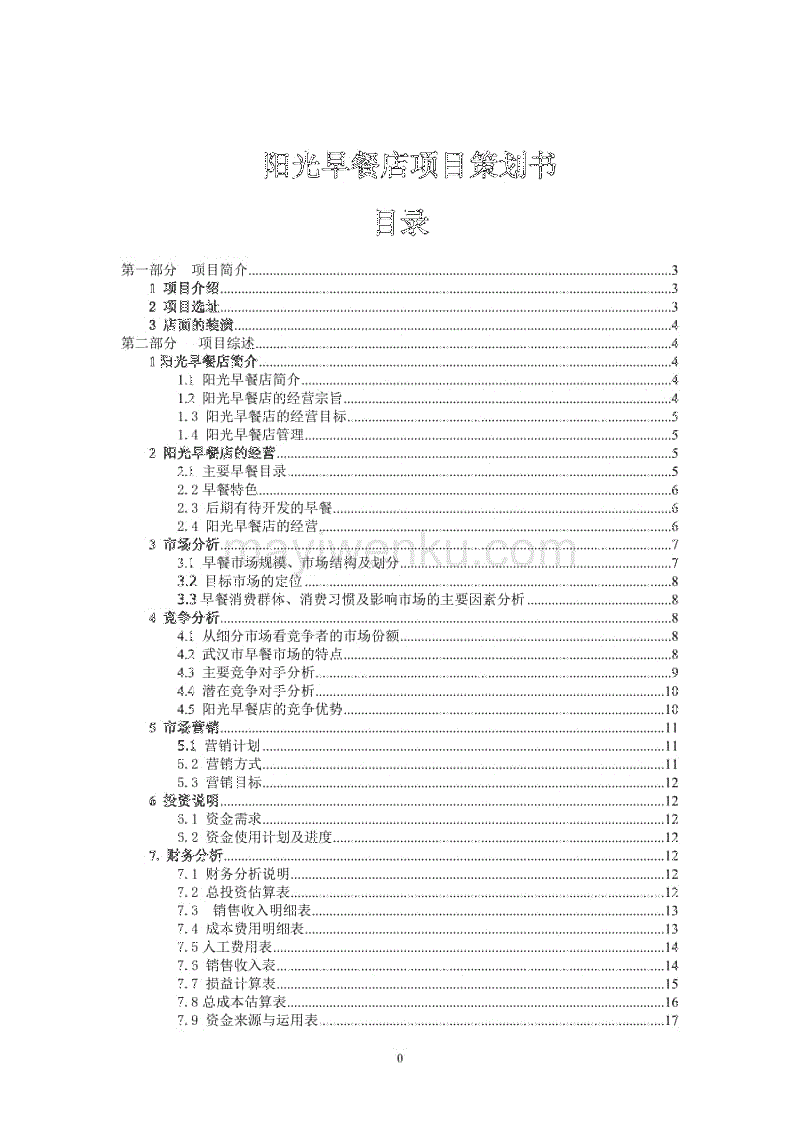 阳光早餐店项目策划书
目录
第一部分 项目简介........3
1 项目介绍........3
2 项目选址........3
3 店面的装潢........4
第二部分 项目综述........4
1 阳光早餐店简介........4
1.1 阳光早餐店简介........4
1.2 阳光早餐店的经营宗旨........4
1.3 阳光早餐店的经营目标........5
1.4 阳光早餐店管理........5
2 阳光早餐店的经营........5
2.1 主要早餐目录........5
2.2 早餐特色........6
2.3 后期有待开发的早餐........6
2.4 阳光早餐店的经营........6
3 市场分析........7
3.1 早餐市场规模、市场结构及划分........7
3.2 目标市场的定位........8
3.3 早餐消费群体、消费习惯及影响市场的主要因素分析........8
4 竞争分析........8
4.1 从细分市场看竞争者的市场份额........8
4.2 武汉市早餐市场的特点........8
4.3 主要竞争对手分析........9
4.4 潜在竞争对手分析........10
4.5 阳光早餐店的竞争优势........10
5 市场营销........11
5.1 营销计划........11
5.2 营销方式........11
5.3 营销目标........12
6 投资说明........12
6.1 资金需求........12
6.2 资金使用计划及进度........12
7. 财务分析........12
7.1 财务分析说明........12
7.2 总投资估算表........12
7.3 销售收入明细表........13
7.4 成本费用明细表........13
7.5 人工费用表........14
7.6 销售收入表........14
7.7 损益计算表........15
7.8 总成本估算表........16
7.9 资金来源与运用表........17
mayiwenku.com
0